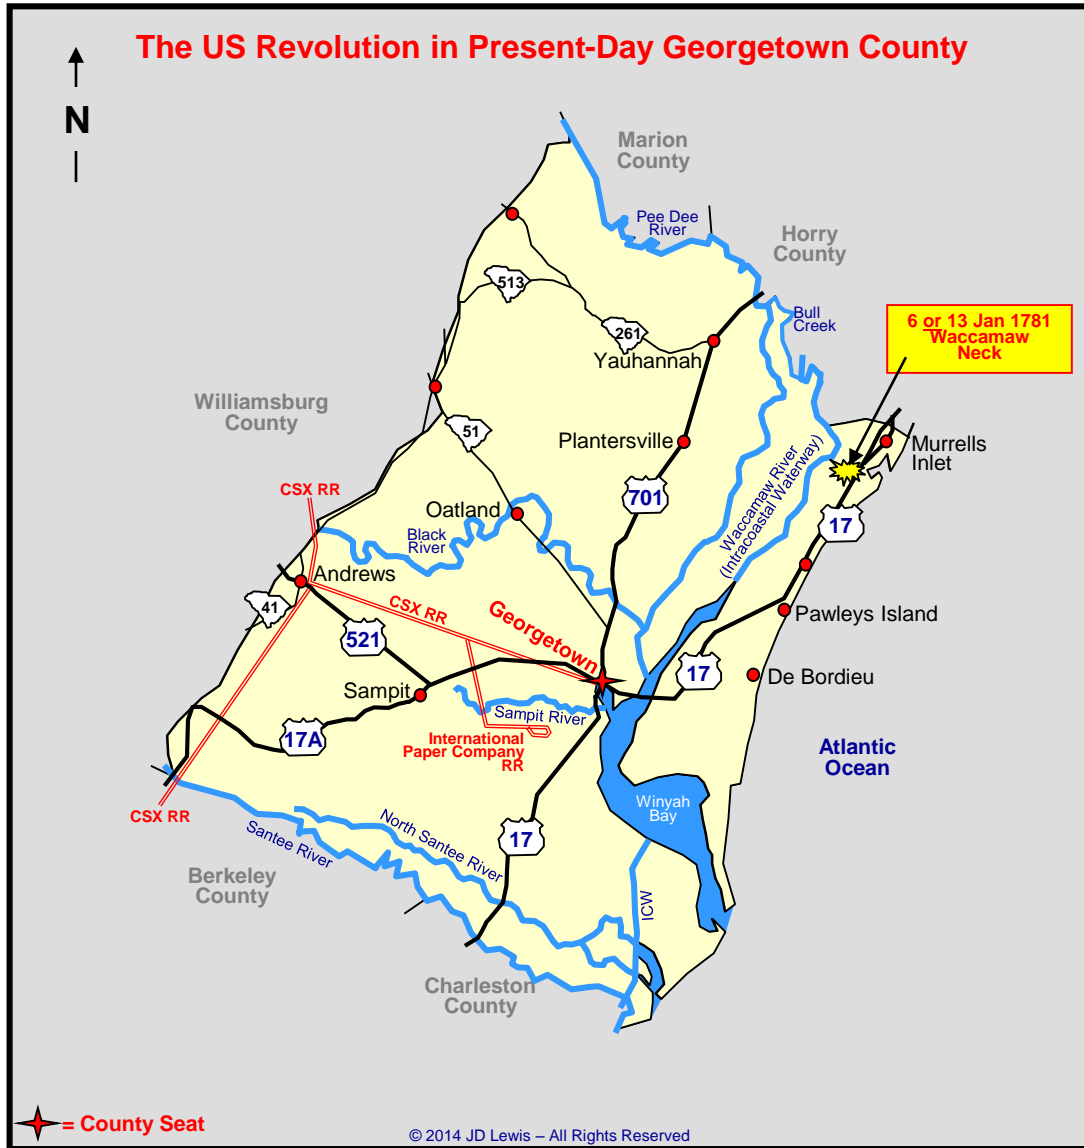 The US Revolution in Present-Day Georgetown County
N
Marion
County
Pee Dee
River
Horry
County
513
Bull
Creek
6 or 13 Jan 1781
Waccamaw
Neck
261
Yauhannah
Williamsburg
County
51
Plantersville
Murrells
Inlet
CSX RR
701
Waccamaw River
(Intracoastal Waterway)
Oatland
17
Black
River
Andrews
41
CSX RR
Georgetown
Pawleys Island
521
17
De Bordieu
Sampit
Sampit River
17A
International
Paper Company
RR
Atlantic
Ocean
Winyah
Bay
CSX RR
Santee River
North Santee River
17
Berkeley
County
ICW
Charleston
County
= County Seat
© 2014 JD Lewis – All Rights Reserved